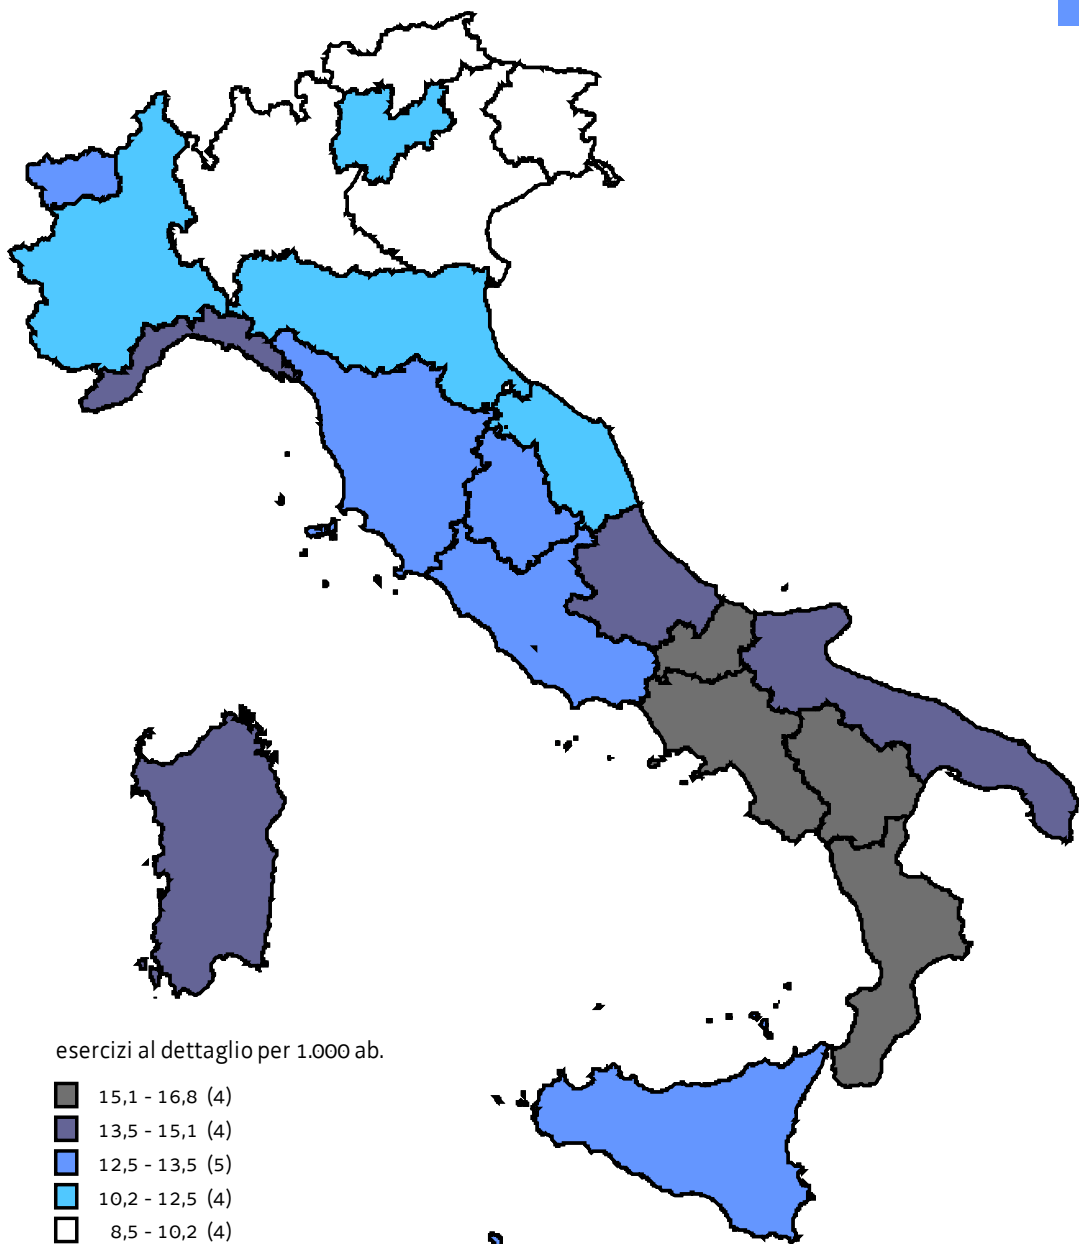 esercizi al dettaglio per 1.000 ab.
15,1 - 16,8 (4)
13,5 - 15,1 (4)
12,5 - 13,5 (5)
10,2 - 12,5 (4)
8,5 - 10,2 (4)